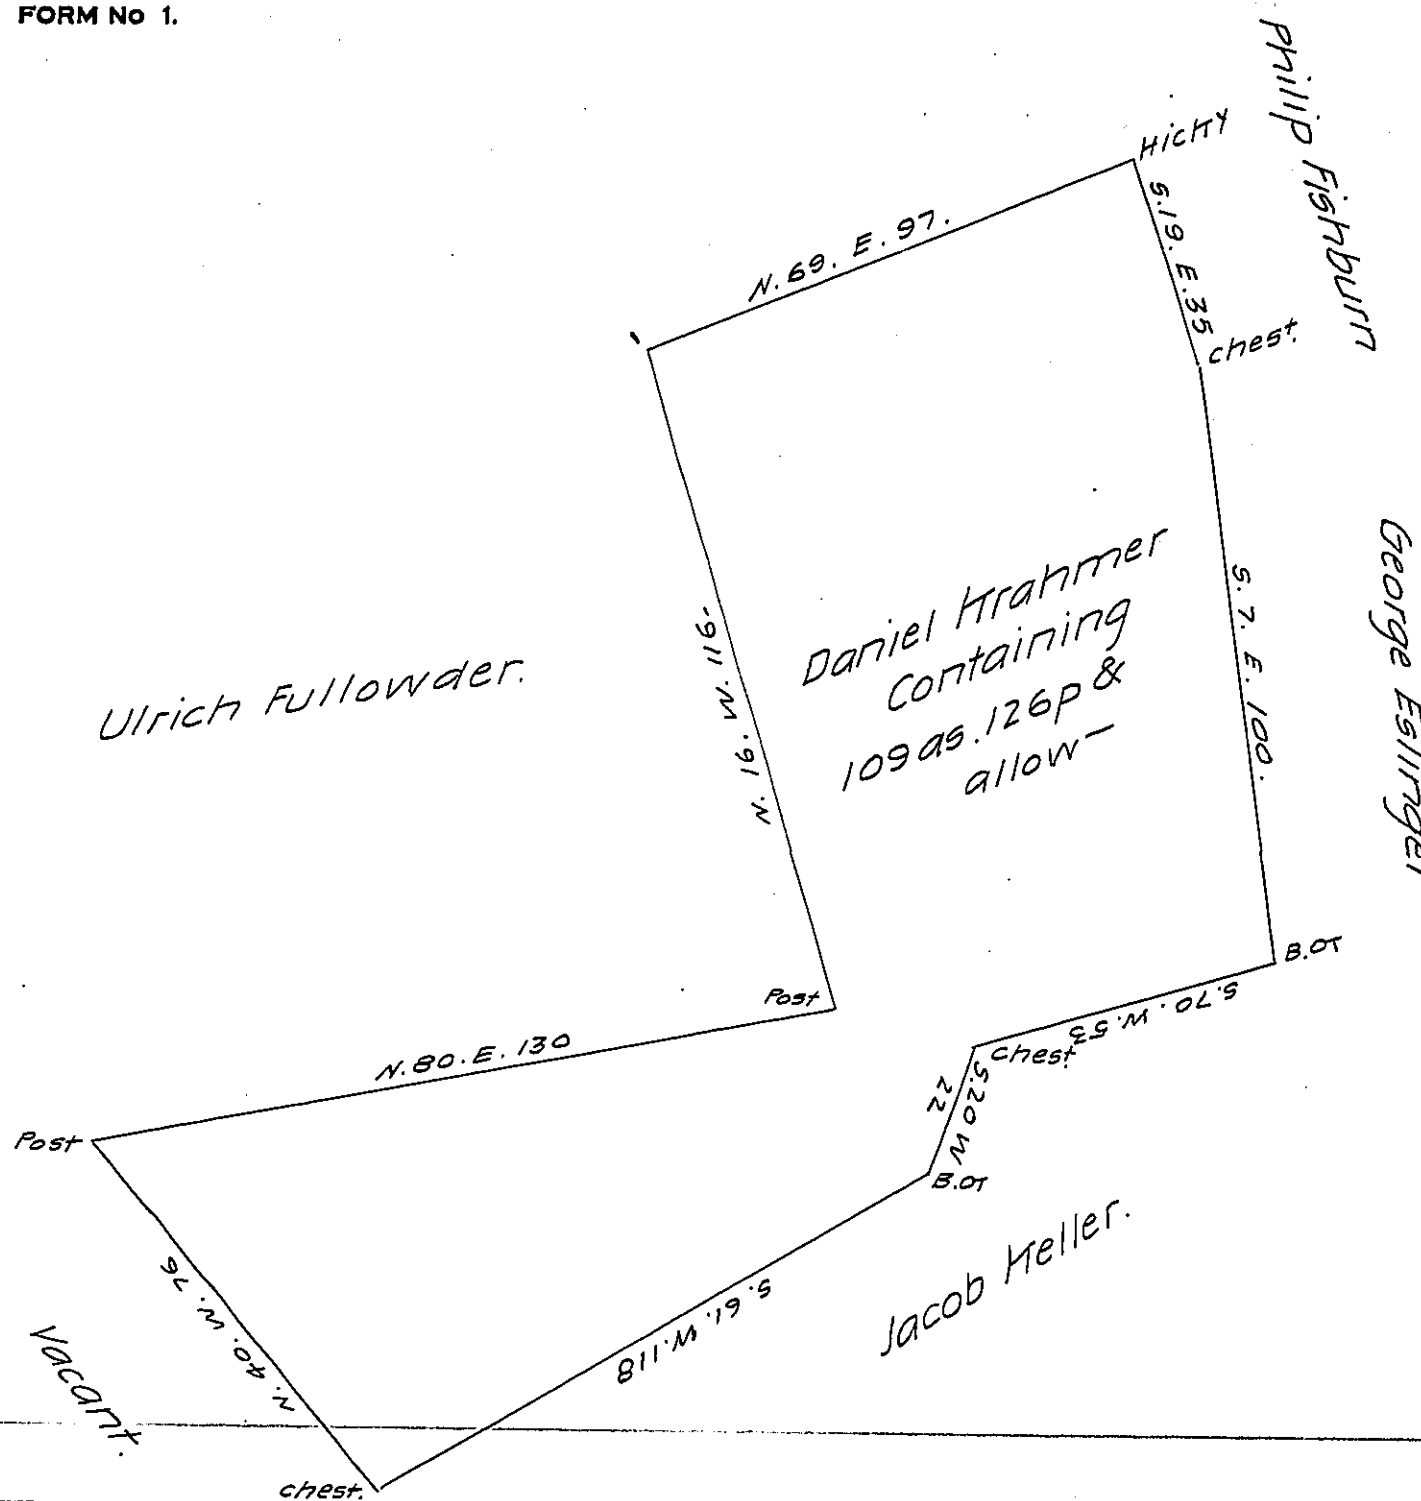 FORM No 1.
Phillip Fishburn
Hicky
N. 69. E. 97.
S. 19. E. 35
chest.
George Eslinger
S. 7. E. 100.
N. 16. W. 116.
Daniel Krahmer
Containing
109 as. 126p &
allow—
Ulrich Fullowder.
B.OT
S. 70. W. 53
Post
chest.
N. 80. E. 130
S. 20 W
22
B.OT
Post
Jacob Keller.
S. 61. W. 118
N. 40. W. 76
Vacant.
chest.